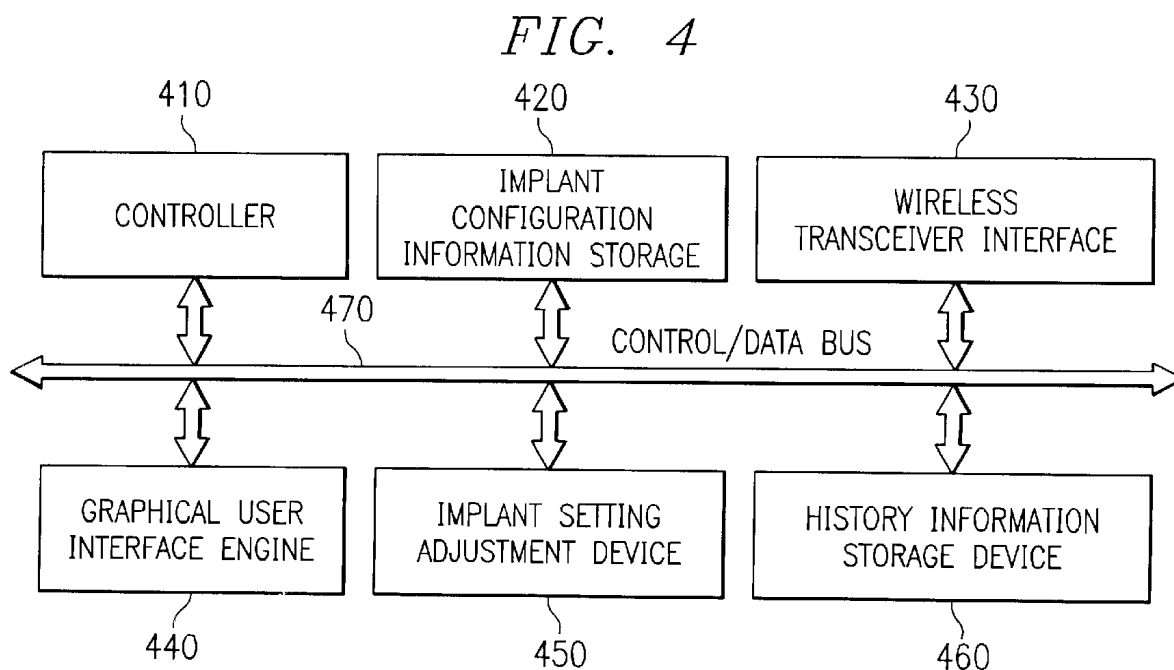 FIG. 4
410
420
430
CONTROLLER
IMPLANT
CONFIGURATION
INFORMATION STORAGE
WIRELESS
TRANSCEIVER INTERFACE
470
CONTROL/DATA BUS
GRAPHICAL USER
INTERFACE ENGINE
IMPLANT SETTING
ADJUSTMENT DEVICE
HISTORY INFORMATION
STORAGE DEVICE
440
450
460